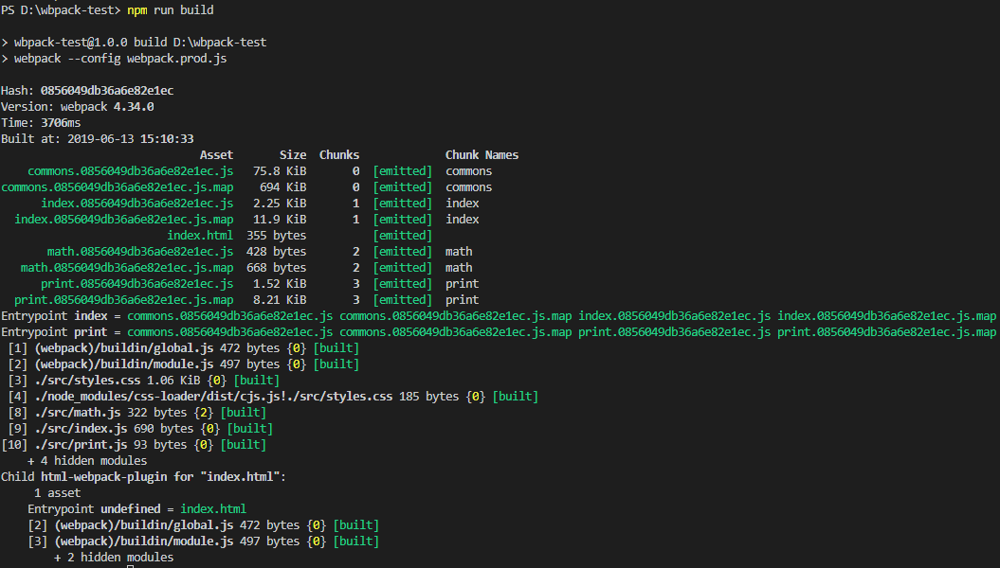 PS D:\wbpack-test> npm run build
> wbpack-test@1.0.0 build D:\wbpack-test
> webpack --config webpack.prod.js
Hash: 0856049db36a6e82e1ec
Version: webpack 4.34.0
Time: 3706ms
Built at: 2019-06-13 15:10:33
Asset Size Chunks Chunk Names
commons.0856049db36a6e82e1ec.js 75.8 KiB 0 [emitted] commons
commons.0856049db36a6e82e1ec.js.map 694 KiB 0 [emitted] commons
index.0856049db36a6e82e1ec.js 2.25 KiB 1 [emitted] index
index.0856049db36a6e82e1ec.js.map 11.9 KiB 1 [emitted] index
index.html 355 bytes [emitted]
math.0856049db36a6e82e1ec.js 428 bytes 2 [emitted] math
math.0856049db36a6e82e1ec.js.map 668 bytes 2 [emitted] math
print.0856049db36a6e82e1ec.js 1.52 KiB 3 [emitted] print
print.0856049db36a6e82e1ec.js.map 8.21 KiB 3 [emitted] print
Entrypoint index = commons.0856049db36a6e82e1ec.js commons.0856049db36a6e82e1ec.js.map index.0856049db36a6e82e1ec.js index.0856049db36a6e82e1ec.js.map
Entrypoint print = commons.0856049db36a6e82e1ec.js commons.0856049db36a6e82e1ec.js.map print.0856049db36a6e82e1ec.js print.0856049db36a6e82e1ec.js.map
[1] (webpack)/buildin/global.js 472 bytes {0} [built]
[2] (webpack)/buildin/module.js 497 bytes {0} [built]
[3] ./src/styles.css 1.06 KiB {0} [built]
[4] ./node_modules/css-loader/dist/cjs.js!./src/styles.css 185 bytes {0} [built]
[8] ./src/math.js 322 bytes {2} [built]
[9] ./src/index.js 690 bytes {0} [built]
[10] ./src/print.js 93 bytes {0} [built]
+ 4 hidden modules
Child html-webpack-plugin for "index.html":
1 asset
Entrypoint undefined = index.html
[2] (webpack)/buildin/global.js 472 bytes {0} [built]
[3] (webpack)/buildin/module.js 497 bytes {0} [built]
+ 2 hidden modules